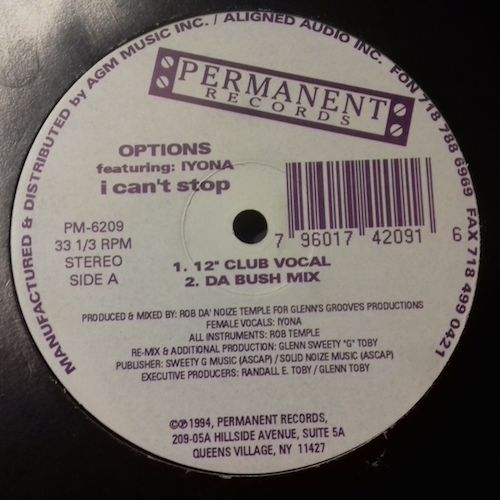 MANUFACTURED & DISTRIBUTED by AGM MUSIC INC. / ALIGNED AUDIO INC. FON 718 788 6969 FAX 718 499 0421
PERMANENT
RECORDS
OPTIONS
featuring: IYONA
i can't stop
PM-6209
33 1/3 RPM
STEREO
SIDE A
7 96017 42091 6
1. 12" CLUB VOCAL
2. DA BUSH MIX
PRODUCED & MIXED BY: ROB DA' NOIZE TEMPLE FOR GLENN'S GROOVE'S PRODUCTIONS
FEMALE VOCALS: IYONA
ALL INSTRUMENTS: ROB TEMPLE
RE-MIX & ADDITIONAL PRODUCTION: GLENN SWEETY "G" TOBY
PUBLISHER: SWEETY G MUSIC (ASCAP) / SOLID NOIZE MUSIC (ASCAP)
EXECUTIVE PRODUCERS: RANDALL E. TOBY / GLENN TOBY
©℗ 1994, PERMANENT RECORDS,
209-05A HILLSIDE AVENUE, SUITE 5A
QUEENS VILLAGE, NY 11427